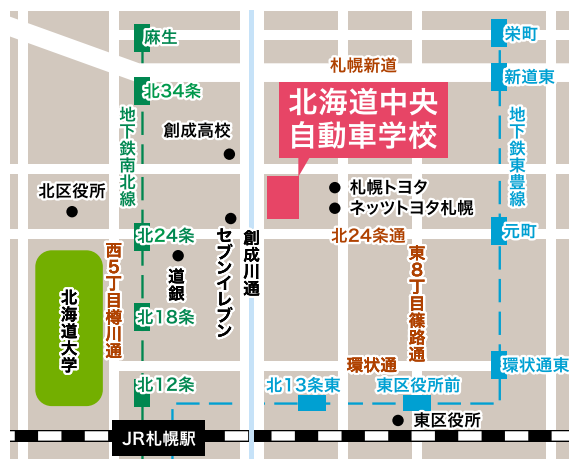 麻生
栄町
札幌新道
新道東
北34条
北海道中央
自動車学校
地下鉄南北線
地下鉄東豊線
創成高校
北区役所
札幌トヨタ
ネッツトヨタ札幌
北24条
北24条通
元町
西5丁目樽川通
道銀
セブンイレブン
創成川通
東8丁目篠路通
北海道大学
北18条
環状通
環状通東
北12条
北13条東
東区役所前
東区役所
JR札幌駅